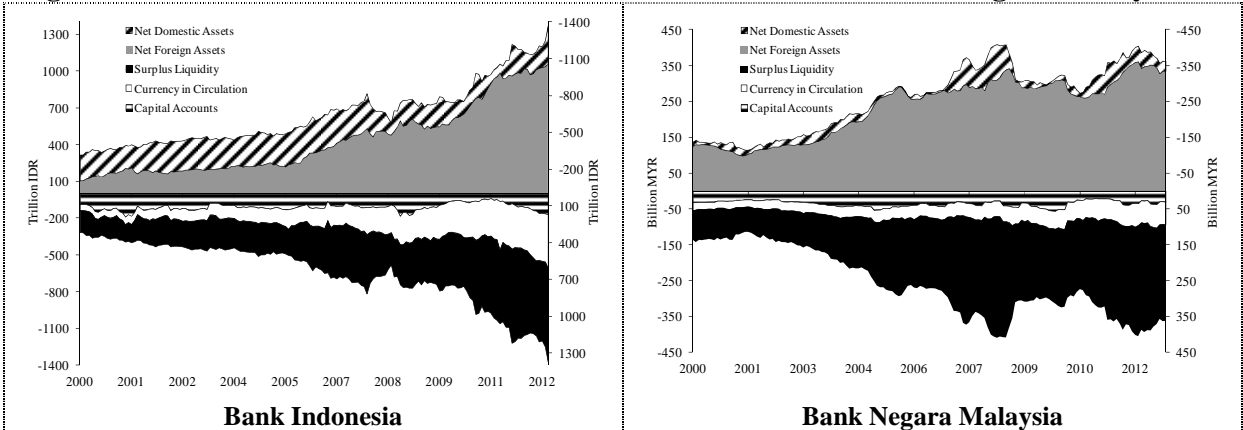 Net Domestic Assets
Net Foreign Assets
Surplus Liquidity
Currency in Circulation
Capital Accounts
1300
1000
700
400
100
-200
-500
-800
-1100
-1400
Trillion IDR
-1400
-1100
-800
-500
-200
100
400
700
1000
1300
Trillion IDR
2000 2001 2002 2004 2005 2007 2008 2009 2011 2012
Bank Indonesia
Net Domestic Assets
Net Foreign Assets
Surplus Liquidity
Currency in Circulation
Capital Accounts
450
350
250
150
50
-50
-150
-250
-350
-450
Billion MYR
-450
-350
-250
-150
-50
50
150
250
350
450
Billion MYR
2000 2001 2003 2004 2006 2007 2009 2010 2012
Bank Negara Malaysia